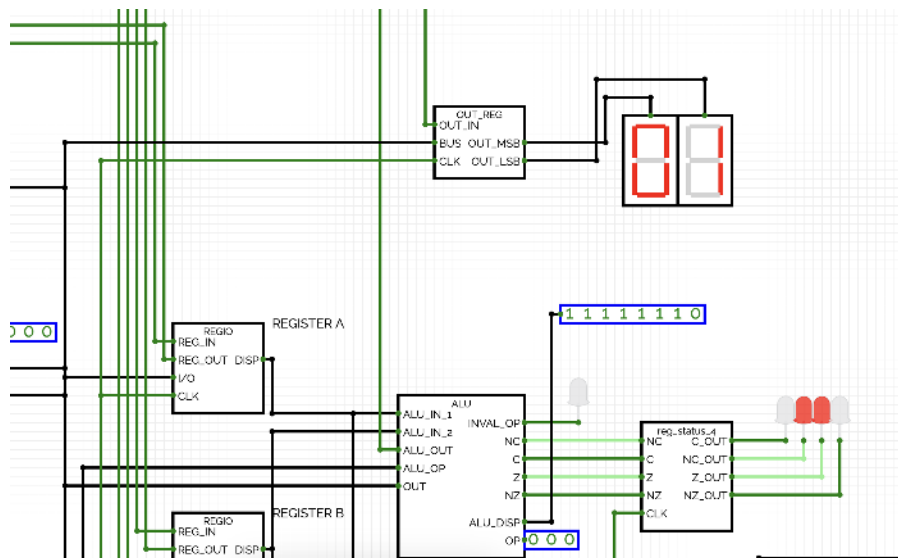 OUT_REG
OUT_IN
BUS OUT_MSB
CLK OUT_LSB
01
1 1 1 1 1 1 1 0
0 0 0
REGIO
REGISTER A
REG_IN
REG_OUT DISP
I/O
CLK
ALU
ALU_IN_1
INVAL_OP
ALU_IN_2
NC
ALU_OUT
C
ALU_OP
Z
OUT
NZ
ALU_DISP
OP 0 0 0
reg_status_4
NC C_OUT
C NC_OUT
Z Z_OUT
NZ NZ_OUT
CLK
REGIO
REGISTER B
REG_IN
REG_OUT DISP